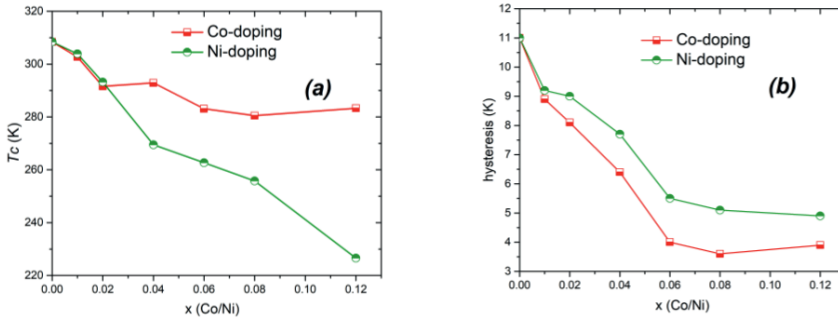 320
300
280
260
240
220
Tc (K)
Co-doping
Ni-doping
(a)
0.00 0.02 0.04 0.06 0.08 0.10 0.12
x (Co/Ni)
12
11
10
9
8
7
6
5
4
3
hysteresis (K)
Co-doping
Ni-doping
(b)
0.00 0.02 0.04 0.06 0.08 0.10 0.12
x (Co/Ni)